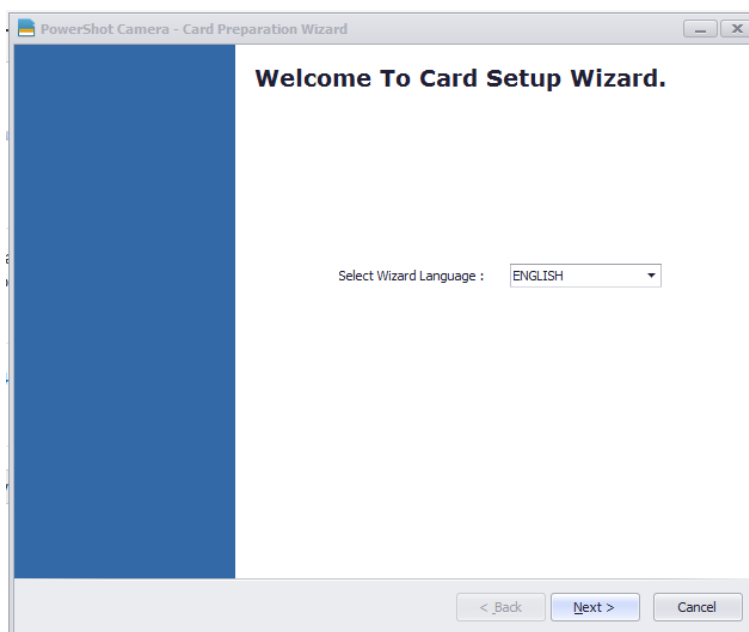 PowerShot Camera - Card Preparation Wizard
Welcome To Card Setup Wizard.
Select Wizard Language : ENGLISH
< Back Next > Cancel